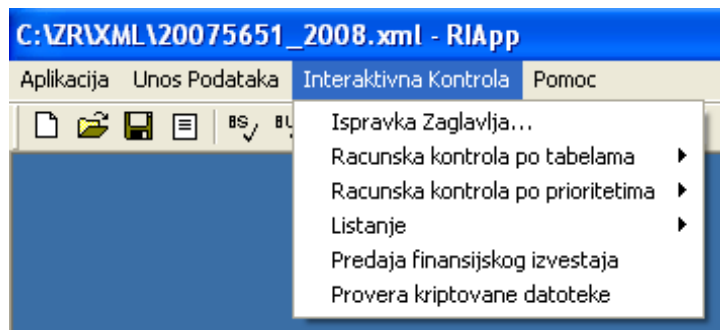 C:\ZR\XML\20075651_2008.xml - RIApp
Aplikacija Unos Podataka Interaktivna Kontrola Pomoc
BS
Ispravka Zaglavlja...
Racunska kontrola po tabelama
Racunska kontrola po prioritetima
Listanje
Predaja finansijskog izvestaja
Provera kriptovane datoteke